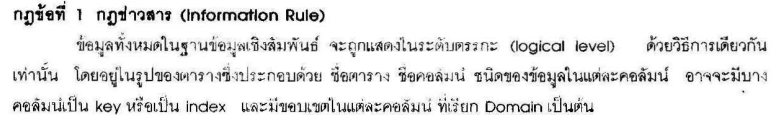 กฎข้อที่ 1 กฎข่าวสาร (Information Rule)
ข้อมูลทั้งหมดในฐานข้อมูลเชิงสัมพันธ์ จะถูกแสดงในระดับตรรกะ (logical level) ด้วยวิธีการเดียวกัน
เท่านั้น โดยอยู่ในรูปของตารางซึ่งประกอบด้วย ชื่อตาราง ชื่อคอลัมน์ ชนิดของข้อมูลในแต่ละคอลัมน์ อาจจะมีบาง
คอลัมน์เป็น key หรือเป็น index และมีขอบเขตในแต่ละคอลัมน์ ที่เรียก Domain เป็นต้น